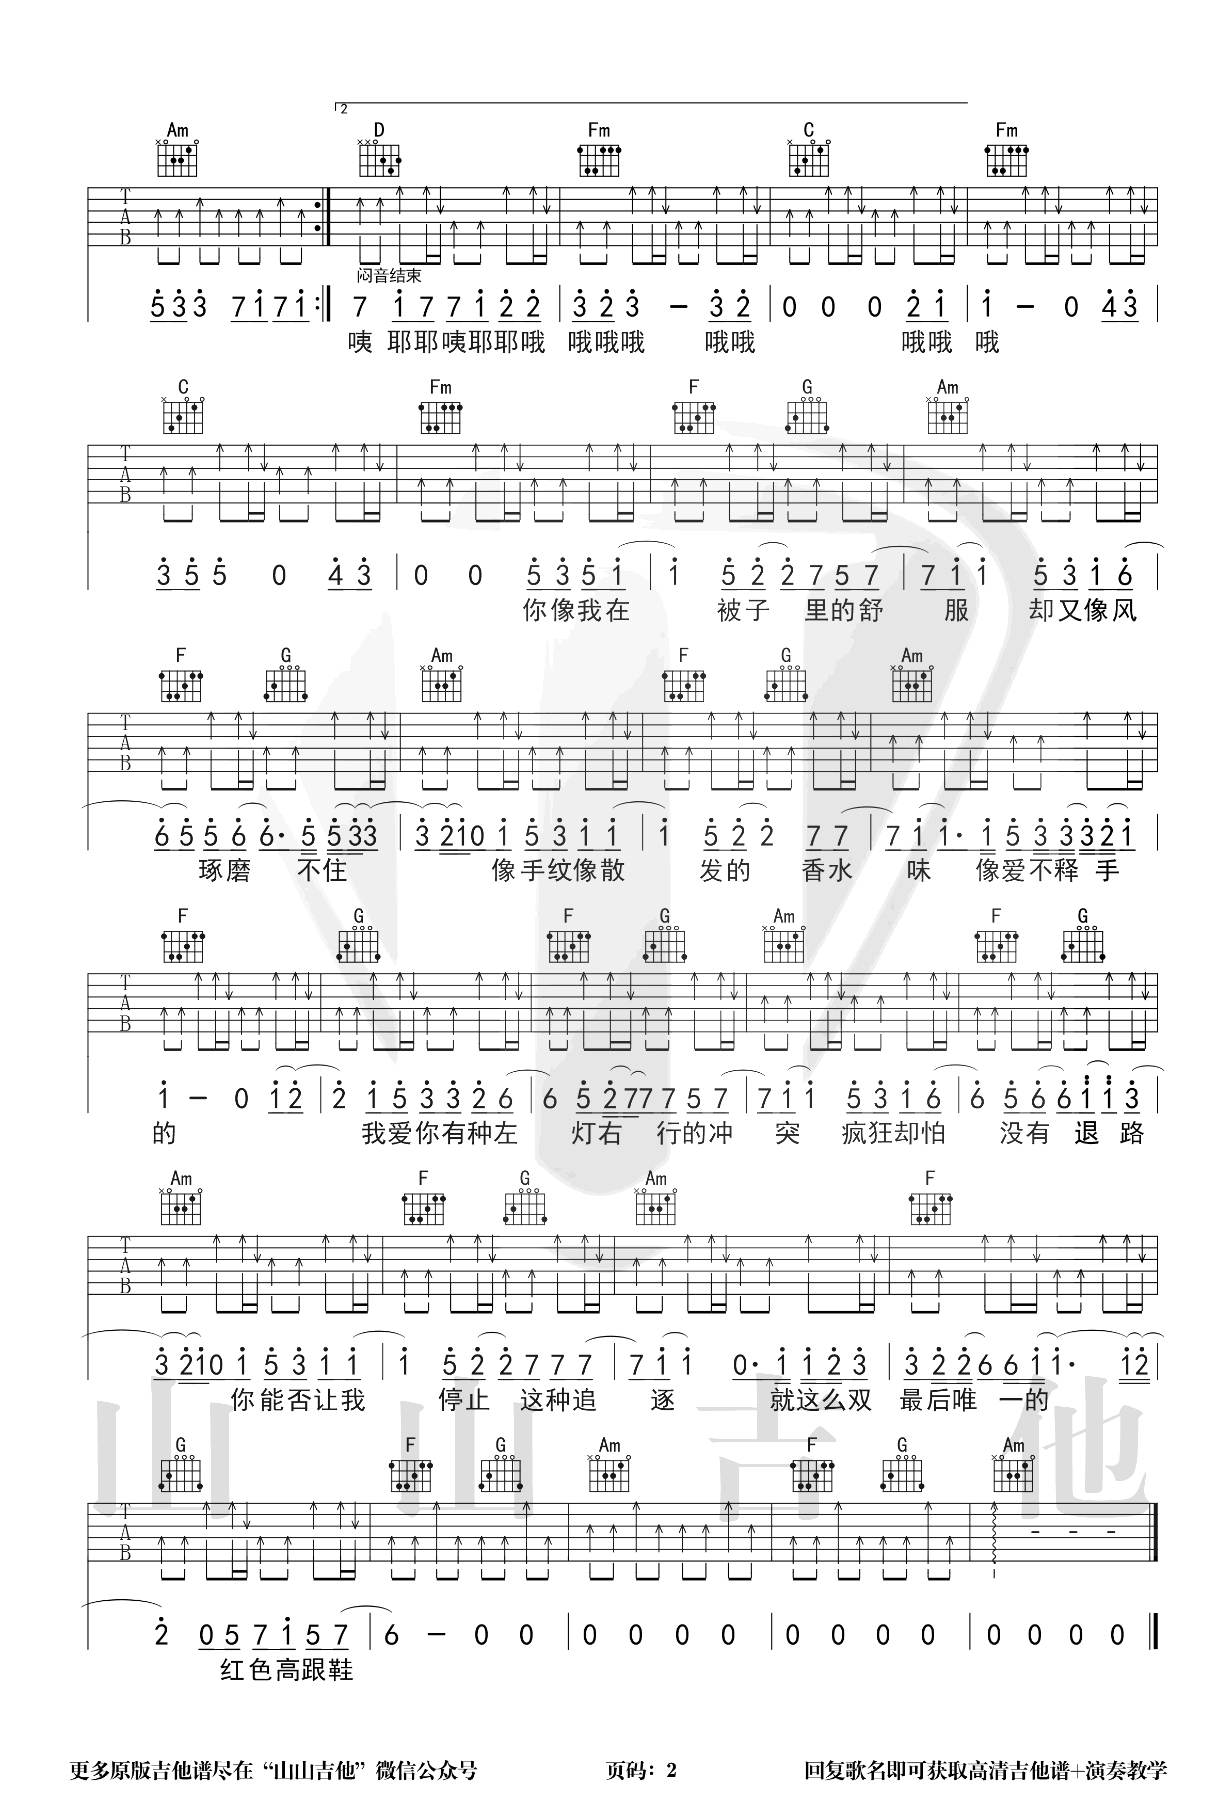 2
Am D Fm C Fm
T A B
闷音结束
5 3 3 7 1 7 1 :‖ 7 1 7 7 1 2 2 | 3 2 3 – 3 2 | 0 0 0 2 1 | 1 – 0 4 3 |
咦 耶耶咦耶耶哦 哦哦哦 哦哦 哦哦 哦
C Fm F G Am
T A B
3 5 5 0 4 3 | 0 0 5 3 5 1 | 1 5 2 2 7 5 7 | 7 1 1 5 3 1 6 |
你像我在 被子 里的舒 服 却又像风
F G Am F G Am
T A B
6 5 5 6 6· 5 5 3 3 | 3 2 1 0 1 5 3 1 1 | 1 5 2 2 7 7 | 7 1 1· 1 5 3 3 3 2 1
琢磨 不住 像手纹像散 发的 香水 味 像爱不释 手
F G F G Am F G
T A B
1 – 0 1 2 | 2 1 5 3 3 2 6 | 6 5 2 7 7 7 5 7 | 7 1 1 5 3 1 6 | 6 5 6 6 1 1 3 |
的 我爱你有种左 灯右 行的冲 突 疯狂却怕 没有 退 路
Am F G Am F
T A B
3 2 1 0 1 5 3 1 1 | 1 5 2 2 7 7 7 | 7 1 1 0· 1 1 2 3 | 3 2 2 6 6 1 1· 1 2 |
你能否让我 停止 这种追 逐 就这么双 最后唯 一的
G F G Am F G Am
T A B
– – –
2 0 5 7 1 5 7 | 6 – 0 0 | 0 0 0 0 | 0 0 0 0 | 0 0 0 0 ‖
红色高跟鞋
山山吉他
更多原版吉他谱尽在“山山吉他”微信公众号 页码：2 回复歌名即可获取高清吉他谱+演奏教学